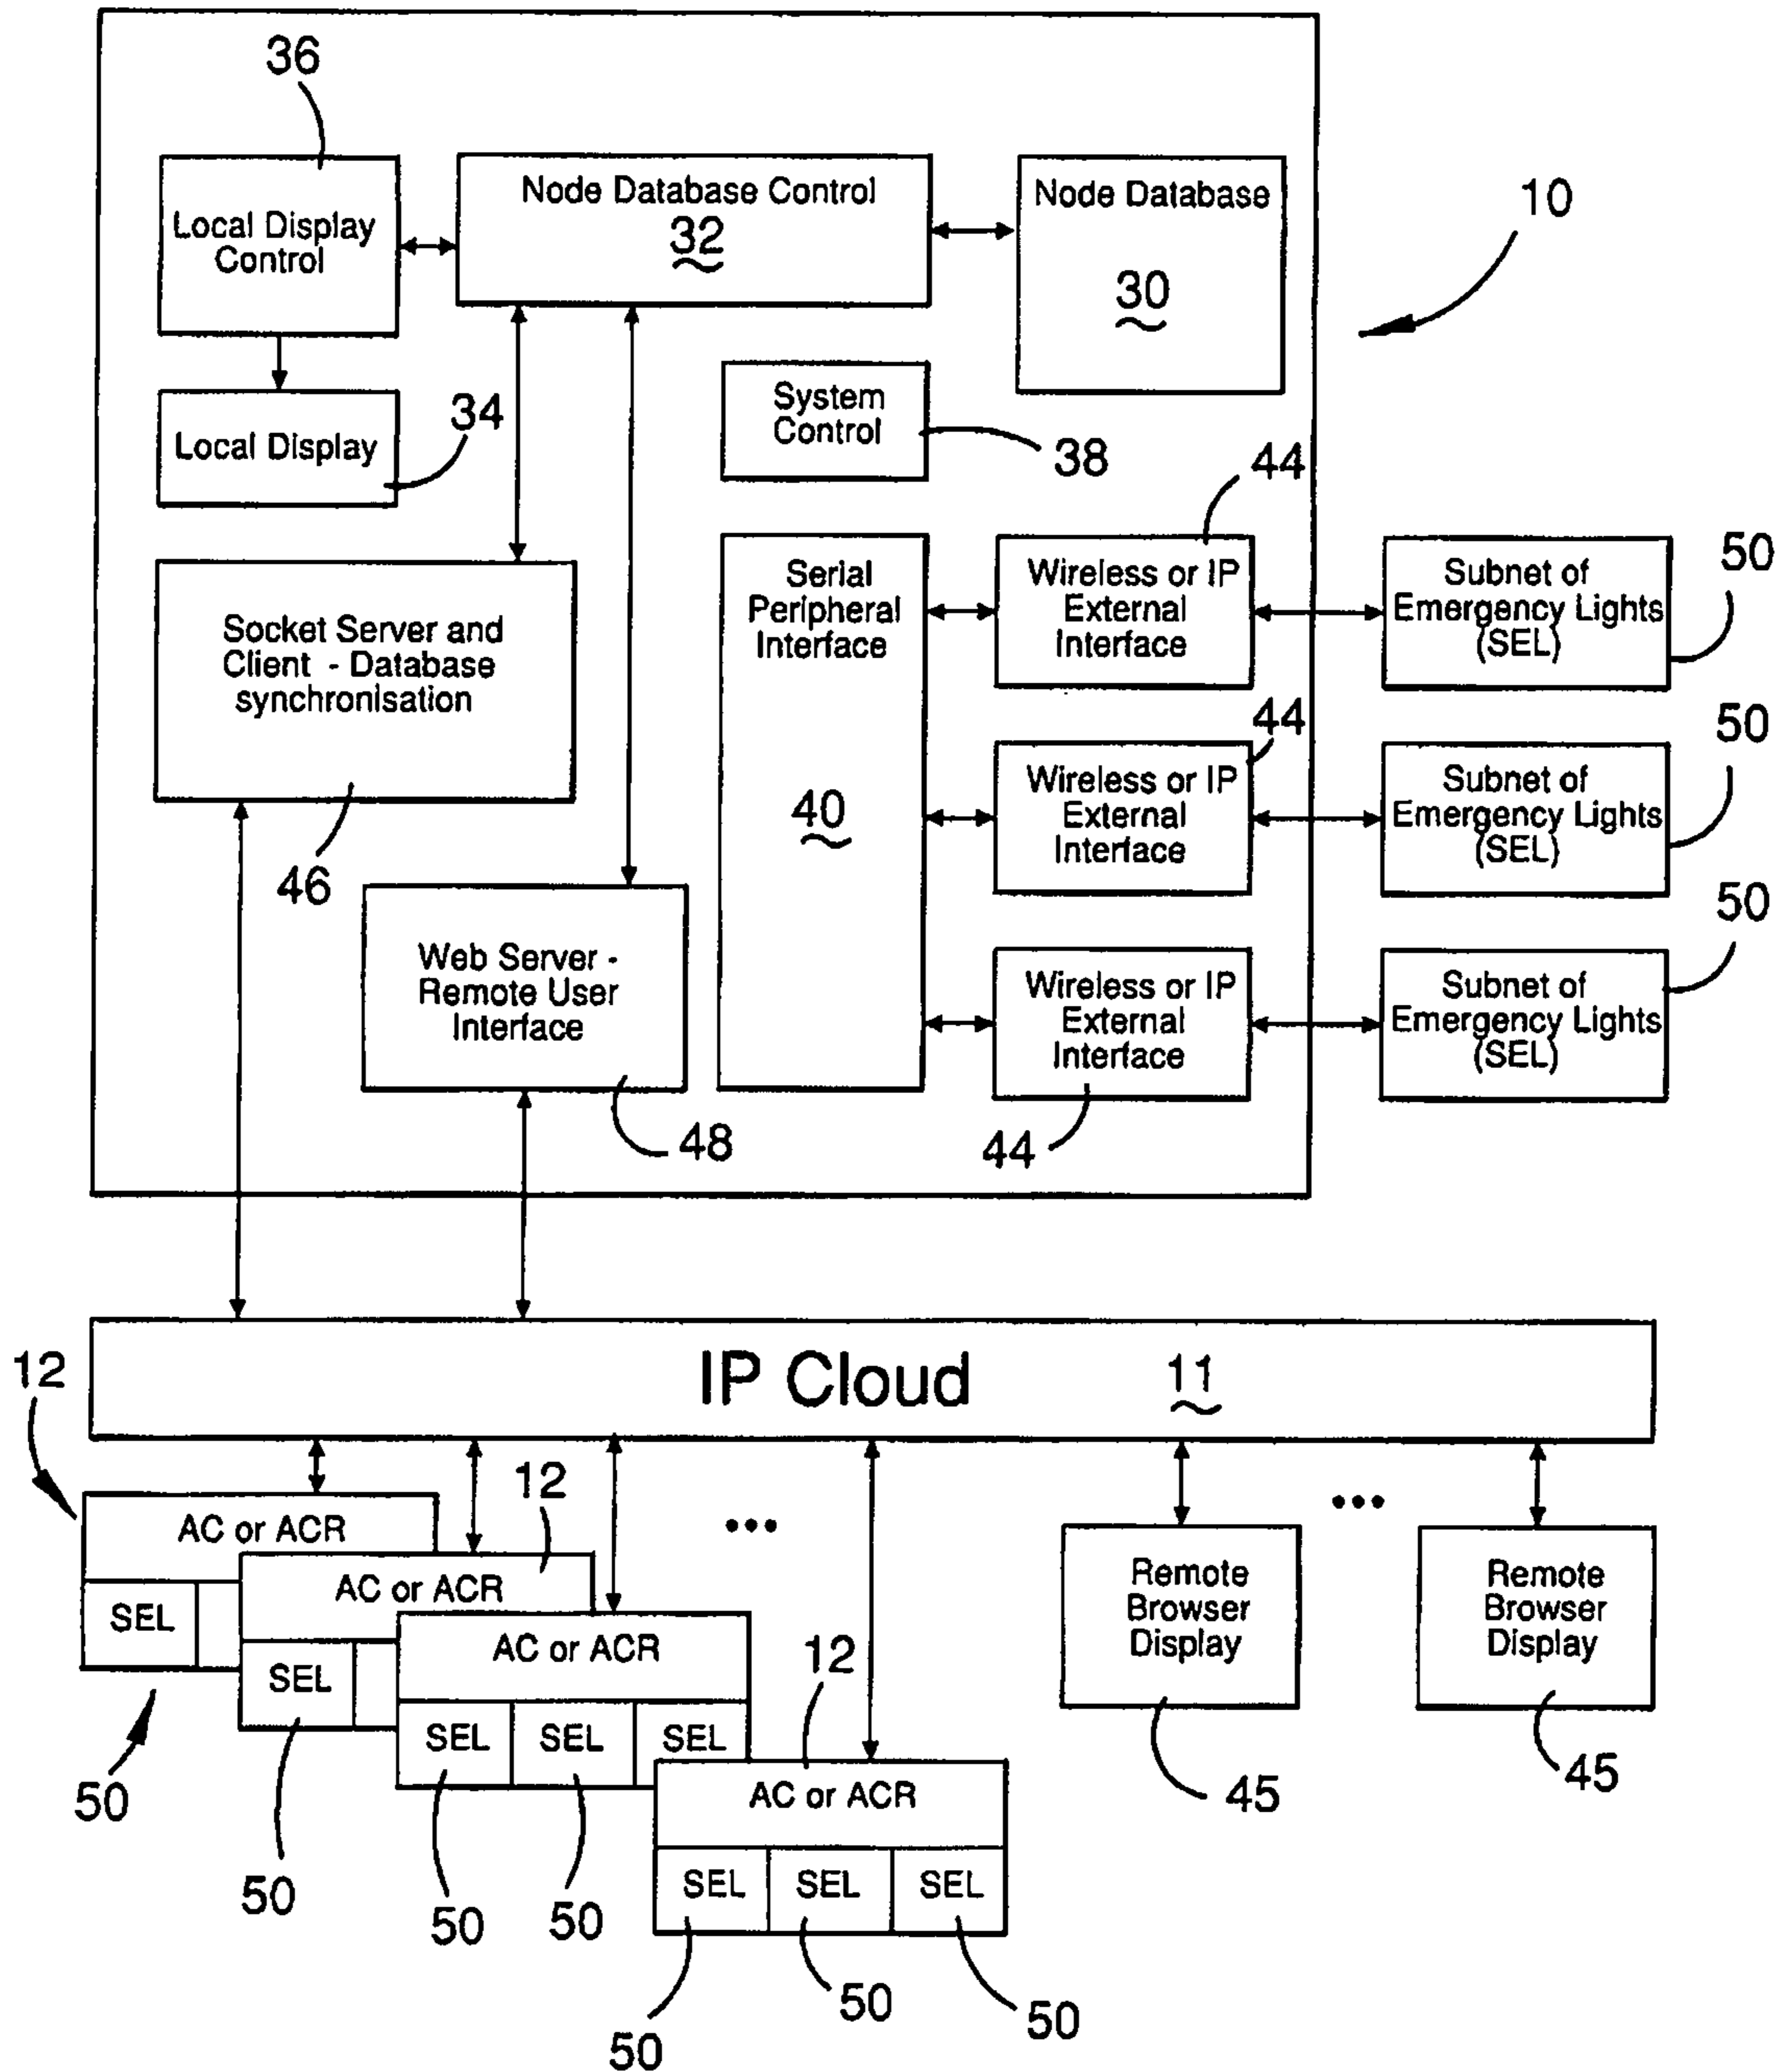 36
Local Display
Control
Node Database Control
32
Node Database
30
10
Local Display
34
System
Control
38
44
Serial
Peripheral
Interface
40
Wireless or IP
External
Interface
Subnet of
Emergency Lights
(SEL)
50
Socket Server and
Client - Database
synchronisation
46
44
Wireless or IP
External
Interface
Subnet of
Emergency Lights
(SEL)
50
Web Server -
Remote User
Interface
48
Wireless or IP
External
Interface
44
Subnet of
Emergency Lights
(SEL)
50
IP Cloud
11
12
AC or ACR
SEL
50
12
AC or ACR
SEL
50
AC or ACR
SEL
SEL
SEL
50
50
•••
12
AC or ACR
SEL
SEL
SEL
50
50
50
Remote
Browser
Display
45
•••
Remote
Browser
Display
45